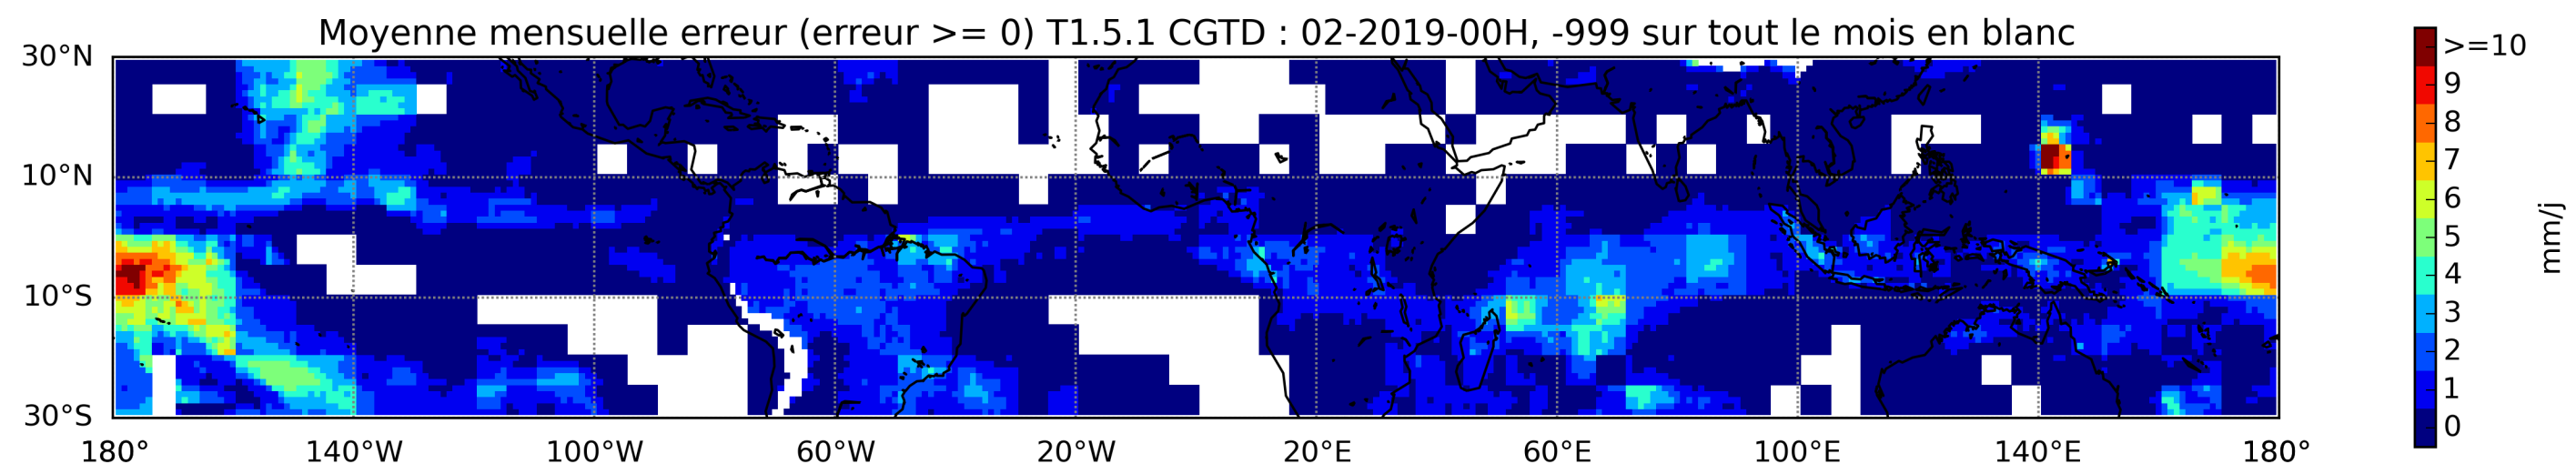 Moyenne mensuelle erreur (erreur >= 0) T1.5.1 CGTD : 02-2019-00H, -999 sur tout le mois en blanc
30°N
10°N
10°S
30°S
180° 140°W 100°W 60°W 20°W 20°E 60°E 100°E 140°E 180°
>=10
9
8
7
6
5
4
3
2
1
0
mm/j